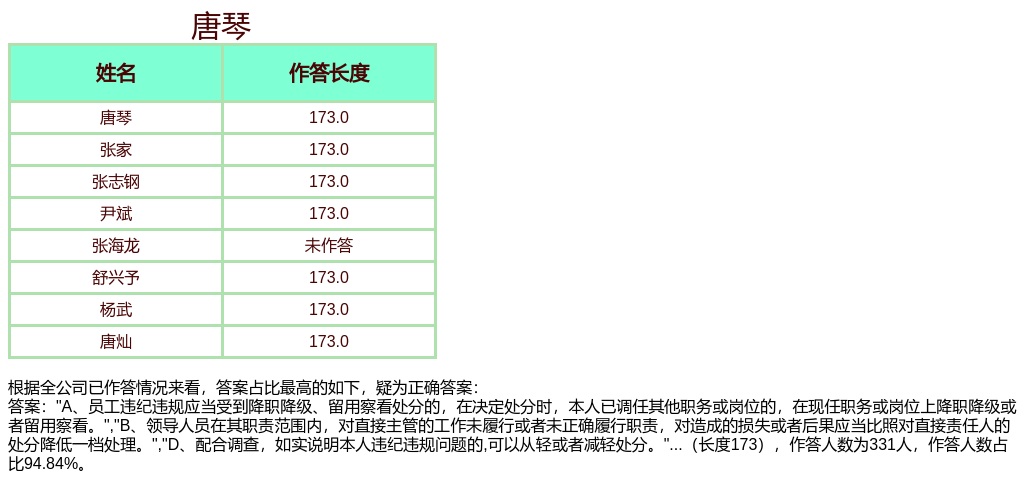 唐琴
姓名 作答长度
唐琴 173.0
张家 173.0
张志钢 173.0
尹斌 173.0
张海龙 未作答
舒兴予 173.0
杨武 173.0
唐灿 173.0
根据全公司已作答情况来看，答案占比最高的如下，疑为正确答案：
答案："A、员工违纪违规应当受到降职降级、留用察看处分的，在决定处分时，本人已调任其他职务或岗位的，在现任职务或岗位上降职降级或
者留用察看。","B、领导人员在其职责范围内，对直接主管的工作未履行或者未正确履行职责，对造成的损失或者后果应当比照对直接责任人的
处分降低一档处理。","D、配合调查，如实说明本人违纪违规问题的,可以从轻或者减轻处分。"...（长度173），作答人数为331人，作答人数占
比94.84%。